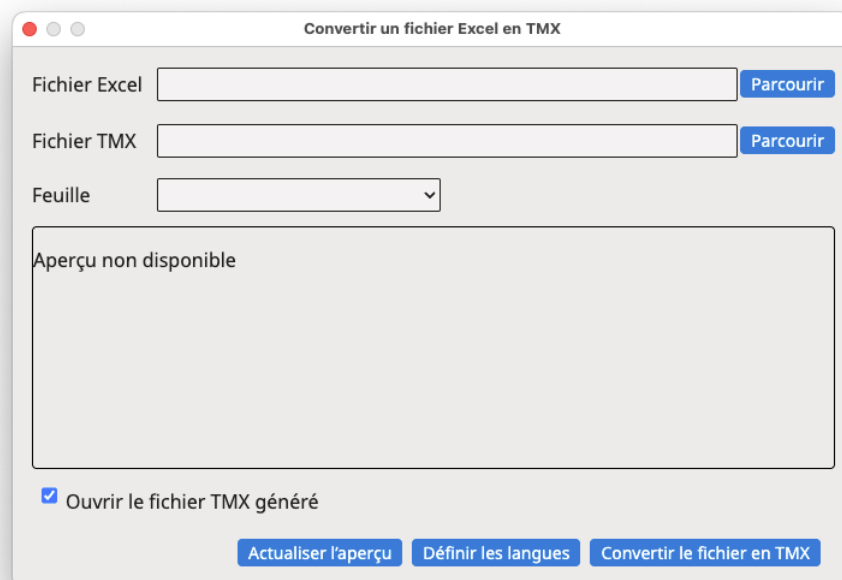 Convertir un fichier Excel en TMX
Fichier Excel Parcourir
Fichier TMX Parcourir
Feuille
Aperçu non disponible
Ouvrir le fichier TMX généré
Actualiser l’aperçu Définir les langues Convertir le fichier en TMX